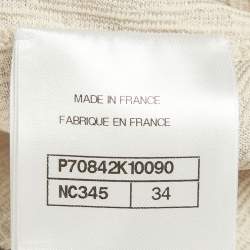 MADE IN FRANCE
FABRIQUE EN FRANCE
P70842K10090
NC345 34